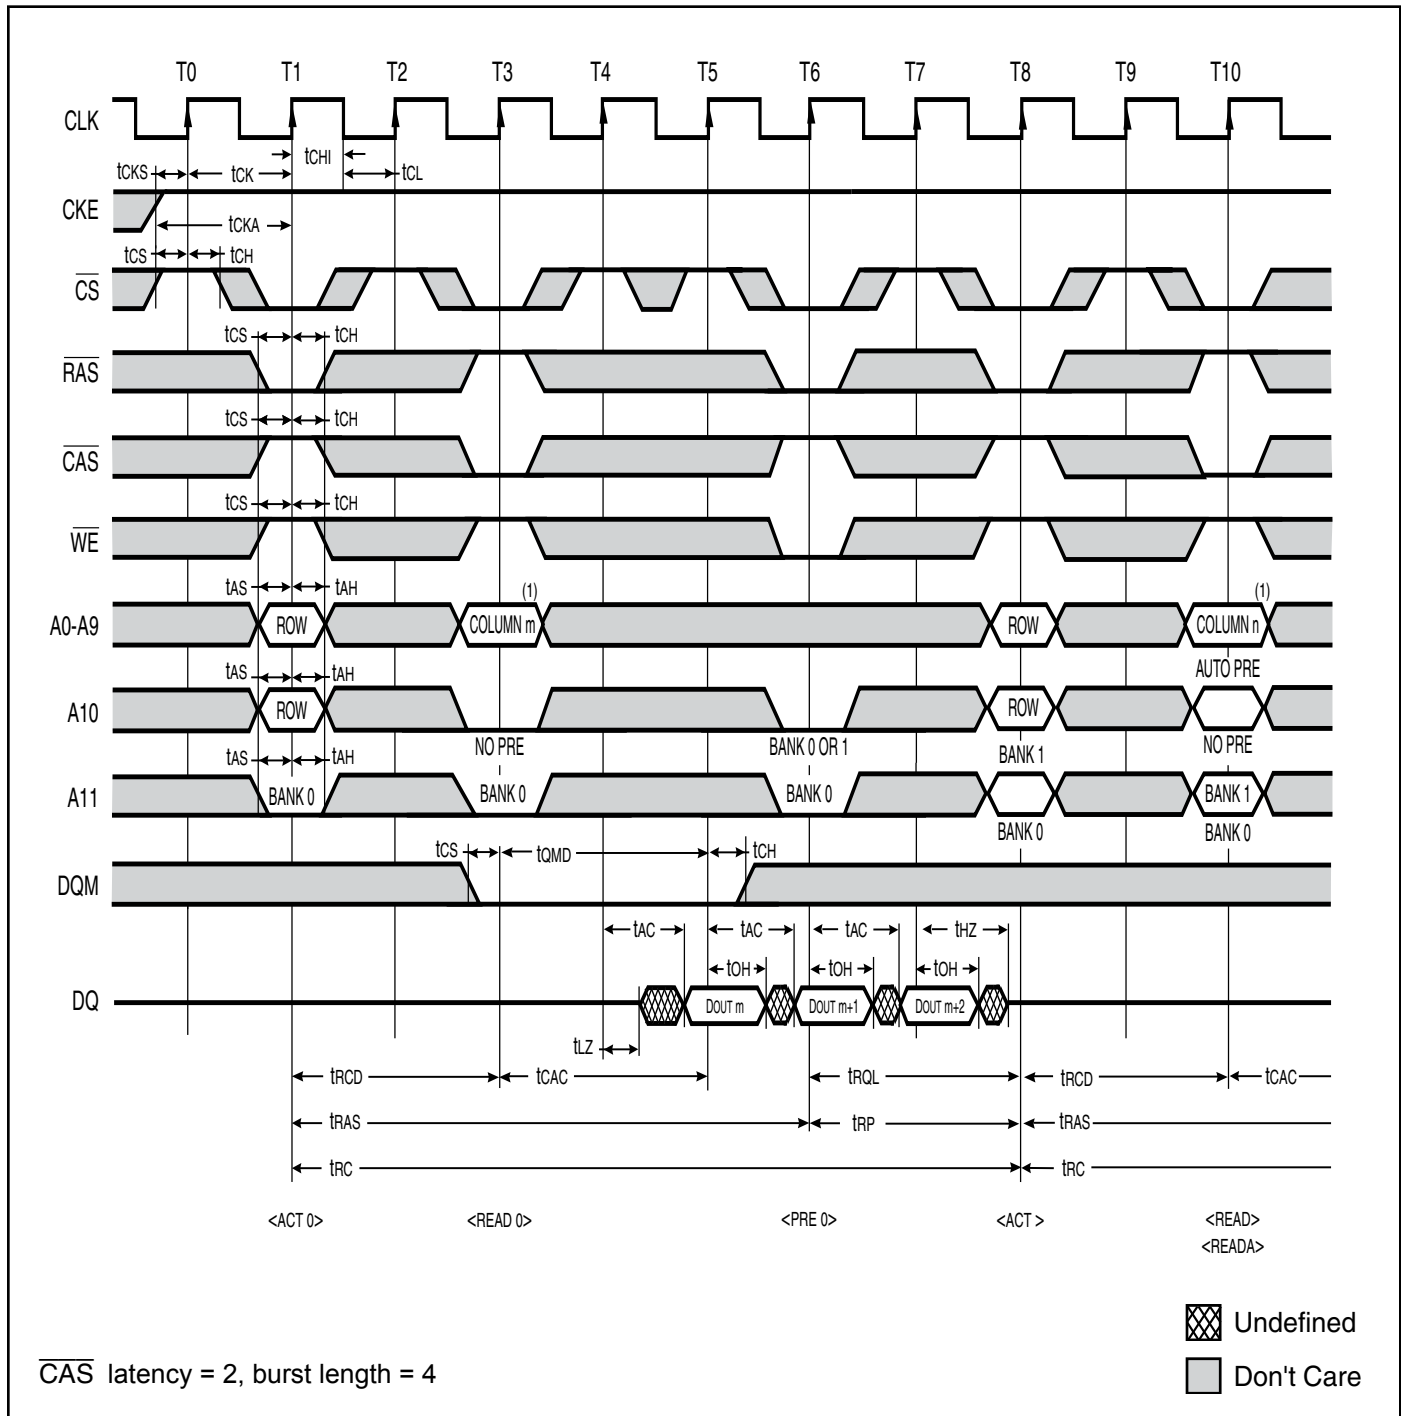 T0 T1 T2 T3 T4 T5 T6 T7 T8 T9 T10
CLK
tCHI
tCKS tCK tCL
CKE
tCKA
tCS tCH
CS
tCS tCH
RAS
tCS tCH
CAS
tCS tCH
WE
tAS tAH (1) (1)
A0-A9 ROW COLUMN m ROW COLUMN n
tAS tAH AUTO PRE
A10 ROW ROW
NO PRE BANK 0 OR 1 BANK 1 NO PRE
tAS tAH
A11 BANK 0 BANK 0 BANK 0 BANK 1
BANK 0 BANK 0
tCS tQMD tCH
DQM
tAC tAC tAC tHZ
tOH tOH tOH
DQ DOUT m DOUT m+1 DOUT m+2
tLZ
tRCD tCAC tRQL tRCD tCAC
tRAS tRP tRAS
tRC tRC
<ACT 0> <READ 0> <PRE 0> <ACT > <READ>
<READA>
Undefined
CAS latency = 2, burst length = 4
Don't Care